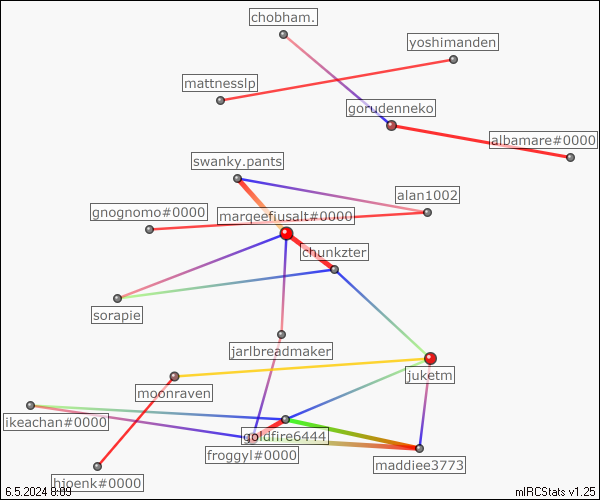 chobham.
yoshimanden
mattnesslp
gorudenneko
albamare#0000
swanky.pants
alan1002
gnognomo#0000
marqeefiusalt#0000
chunkzter
sorapie
jarlbreadmaker
juketm
moonraven
ikeachan#0000
goldfire6444
froggyl#0000
maddiee3773
hjoenk#0000
6.5.2024 8:09
mIRCStats v1.25